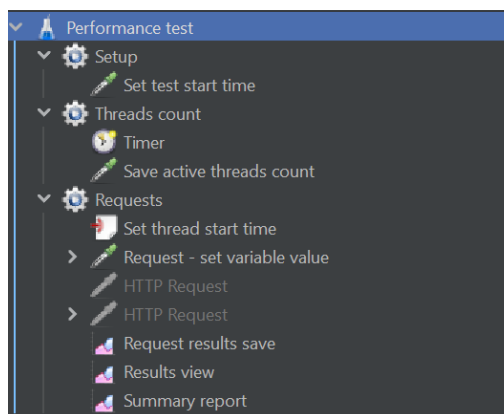 Performance test
Setup
Set test start time
Threads count
Timer
Save active threads count
Requests
Set thread start time
Request - set variable value
HTTP Request
HTTP Request
Request results save
Results view
Summary report